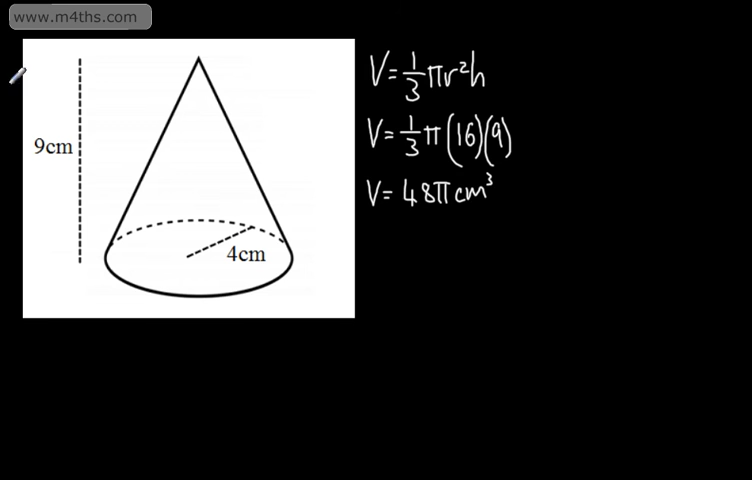 www.m4ths.com
9cm
4cm
V=1/3πr²h
V=1/3π(16)(9)
V=48πcm³